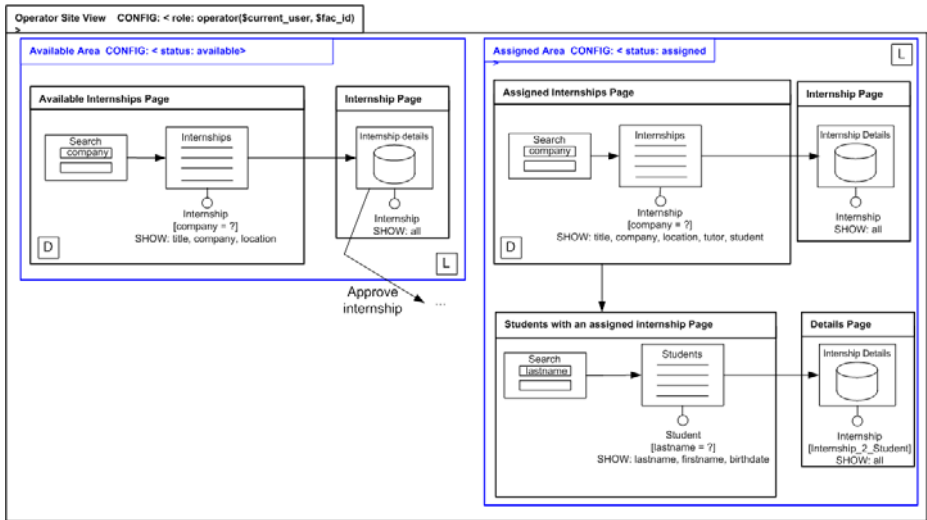 Operator Site View CONFIG: < role: operator($current_user, $fac_id)
>
Available Area CONFIG: < status: available>
Available Internships Page
Search
company
Internships
Internship
[company = ?]
SHOW: title, company, location
D
Internship Page
Internship details
Internship
SHOW: all
L
Approve
internship
...
Assigned Area CONFIG: < status: assigned
>
L
Assigned Internships Page
Search
company
Internships
Internship
[company = ?]
SHOW: title, company, location, tutor, student
D
Internship Page
Internship Details
Internship
SHOW: all
Students with an assigned internship Page
Search
lastname
Students
Student
[lastname = ?]
SHOW: lastname, firstname, birthdate
Details Page
Internship Details
Internship
[Internship_2_Student]
SHOW: all